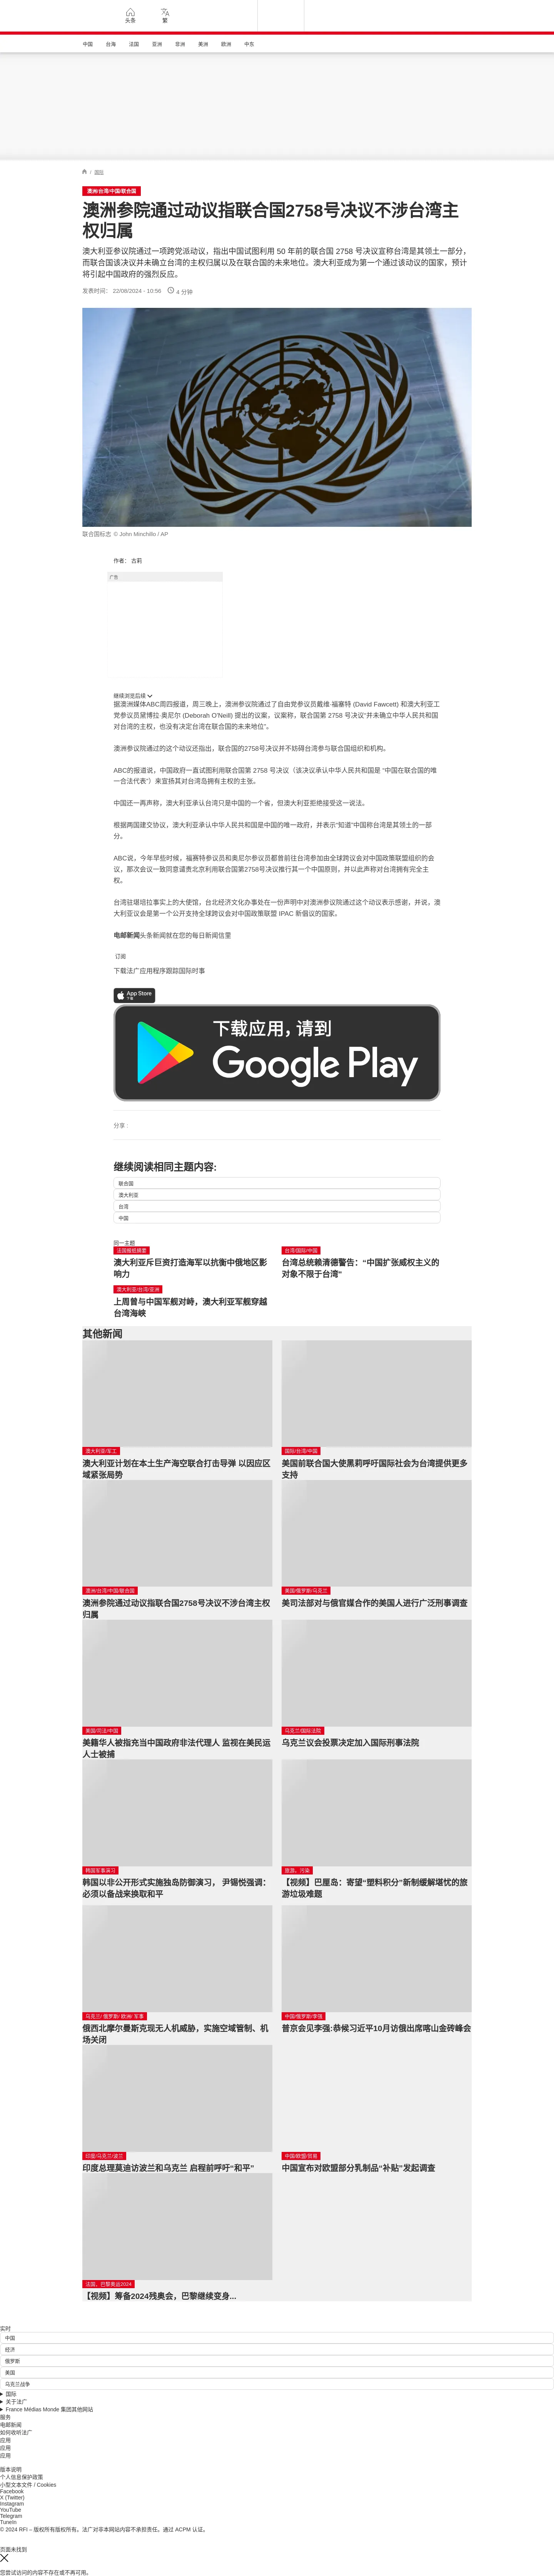 头条
繁
中国
台海
法国
亚洲
非洲
美洲
欧洲
中东
国际
澳洲/台湾/中国/联合国
澳洲参院通过动议指联合国2758号决议不涉台湾主
权归属
澳大利亚参议院通过一项跨党派动议，指出中国试图利用 50 年前的联合国 2758 号决议宣称台湾是其领土一部分，
而联合国该决议并未确立台湾的主权归属以及在联合国的未来地位。澳大利亚成为第一个通过该动议的国家，预计
将引起中国政府的强烈反应。
发表时间： 22/08/2024 - 10:56
4 分钟
联合国标志 © John Minchillo / AP
作者： 古莉
广告
继续浏览后续
据澳洲媒体ABC周四报道，周三晚上，澳洲参议院通过了自由党参议员戴维·福塞特 (David Fawcett) 和澳大利亚工
党参议员黛博拉·奥尼尔 (Deborah O'Neill) 提出的议案，议案称，联合国第 2758 号决议“并未确立中华人民共和国
对台湾的主权，也没有决定台湾在联合国的未来地位”。
澳洲参议院通过的这个动议还指出，联合国的2758号决议并不妨碍台湾参与联合国组织和机构。
ABC的报道说，中国政府一直试图利用联合国第 2758 号决议（该决议承认中华人民共和国是 “中国在联合国的唯
一合法代表”）来宣扬其对台湾岛拥有主权的主张。
中国还一再声称，澳大利亚承认台湾只是中国的一个省，但澳大利亚拒绝接受这一说法。
根据两国建交协议，澳大利亚承认中华人民共和国是中国的唯一政府，并表示“知道”中国称台湾是其领土的一部
分。
ABC说，今年早些时候，福赛特参议员和奥尼尔参议员都曾前往台湾参加由全球跨议会对中国政策联盟组织的会
议，那次会议一致同意谴责北京利用联合国第2758号决议推行其一个中国原则，并以此声称对台湾拥有完全主
权。
台湾驻堪培拉事实上的大使馆，台北经济文化办事处在一份声明中对澳洲参议院通过这个动议表示感谢，并说，澳
大利亚议会是第一个公开支持全球跨议会对中国政策联盟 IPAC 新倡议的国家。
电邮新闻头条新闻就在您的每日新闻信里
订阅
下载法广应用程序跟踪国际时事
App Store
下载
下载应用，请到
Google Play
分享 :
继续阅读相同主题内容:
联合国
澳大利亚
台湾
中国
同一主题
法国报纸摘要
澳大利亚斥巨资打造海军以抗衡中俄地区影
响力
台湾/国际/中国
台湾总统赖清德警告：“中国扩张威权主义的
对象不限于台湾”
澳大利亚/台湾/亚洲
上周曾与中国军舰对峙，澳大利亚军舰穿越
台湾海峡
其他新闻
澳大利亚/军工
澳大利亚计划在本土生产海空联合打击导弹 以因应区
域紧张局势
国际/台湾/中国
美国前联合国大使黑莉呼吁国际社会为台湾提供更多
支持
澳洲/台湾/中国/联合国
澳洲参院通过动议指联合国2758号决议不涉台湾主权
归属
美国/俄罗斯/乌克兰
美司法部对与俄官媒合作的美国人进行广泛刑事调查
美国/司法/中国
美籍华人被指充当中国政府非法代理人 监视在美民运
人士被捕
乌克兰/国际法院
乌克兰议会投票决定加入国际刑事法院
韩国军事演习
韩国以非公开形式实施独岛防御演习， 尹锡悦强调：
必须以备战来换取和平
旅游。污染
【视频】巴厘岛：寄望“塑料积分”新制缓解堪忧的旅
游垃圾难题
乌克兰/ 俄罗斯/ 欧洲/ 军事
俄西北摩尔曼斯克现无人机威胁，实施空域管制、机
场关闭
中国/俄罗斯/李强
普京会见李强:恭候习近平10月访俄出席喀山金砖峰会
印度/乌克兰/波兰
印度总理莫迪访波兰和乌克兰 启程前呼吁“和平”
中国/欧盟/贸易
中国宣布对欧盟部分乳制品“补贴”发起调查
法国。巴黎奥运2024
【视频】筹备2024残奥会，巴黎继续变身...
实时
中国
经济
俄罗斯
美国
乌克兰战争
国际
关于法广
France Médias Monde 集团其他网站
服务
电邮新闻
如何收听法广
应用
应用
应用
版本说明
个人信息保护政策
小型文本文件 / Cookies
Facebook
X (Twitter)
Instagram
YouTube
Telegram
TuneIn
© 2024 RFI – 版权所有版权所有。法广对非本网站内容不承担责任。通过 ACPM 认证。
页面未找到
您尝试访问的内容不存在或不再可用。